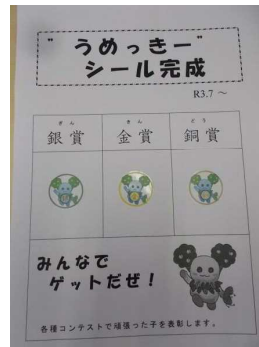 "うめっきー"
シール完成
R3.7 ~
ぎん きん どう
銀賞 金賞 銅賞
みんなで
ゲットだぜ!
各種コンテストで頑張った子を表彰します。